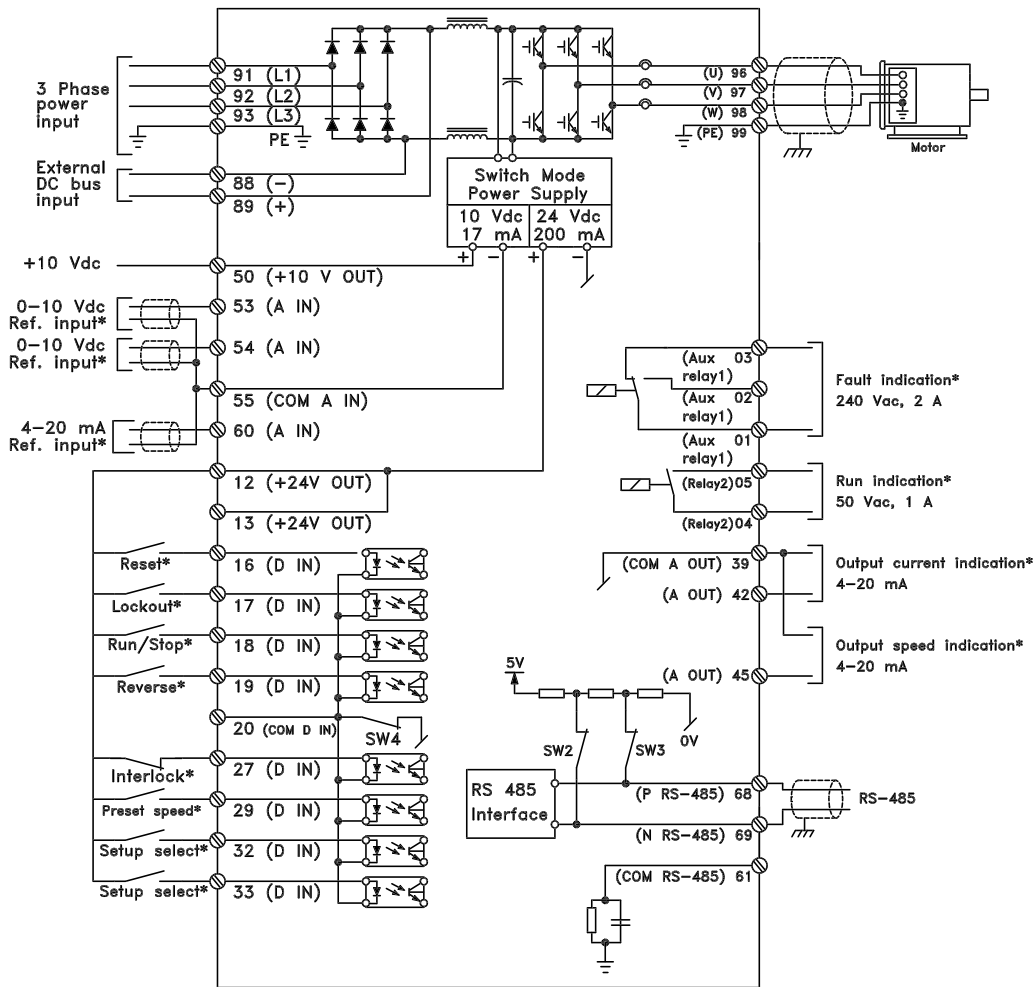 3 Phase
power
input
91 (L1)
92 (L2)
93 (L3)
PE
External
DC bus
input
88 (−)
89 (+)
Switch Mode
Power Supply
10 Vdc
17 mA
24 Vdc
200 mA
+ − + −
(U) 96
(V) 97
(W) 98
(PE) 99
Motor
+10 Vdc
50 (+10 V OUT)
0−10 Vdc
Ref. input*
53 (A IN)
0−10 Vdc
Ref. input*
54 (A IN)
55 (COM A IN)
4−20 mA
Ref. input*
60 (A IN)
12 (+24V OUT)
13 (+24V OUT)
Reset*
16 (D IN)
Lockout*
17 (D IN)
Run/Stop*
18 (D IN)
Reverse*
19 (D IN)
20 (COM D IN)
SW4
Interlock*
27 (D IN)
Preset speed*
29 (D IN)
Setup select*
32 (D IN)
Setup select*
33 (D IN)
(Aux 03
relay1)
(Aux 02
relay1)
(Aux 01
relay1)
Fault indication*
240 Vac, 2 A
(Relay2)05
(Relay2)04
Run indication*
50 Vac, 1 A
(COM A OUT) 39
(A OUT) 42
Output current indication*
4−20 mA
(A OUT) 45
Output speed indication*
4−20 mA
5V
0V
SW2
SW3
RS 485
Interface
(P RS−485) 68
(N RS−485) 69
RS−485
(COM RS−485) 61